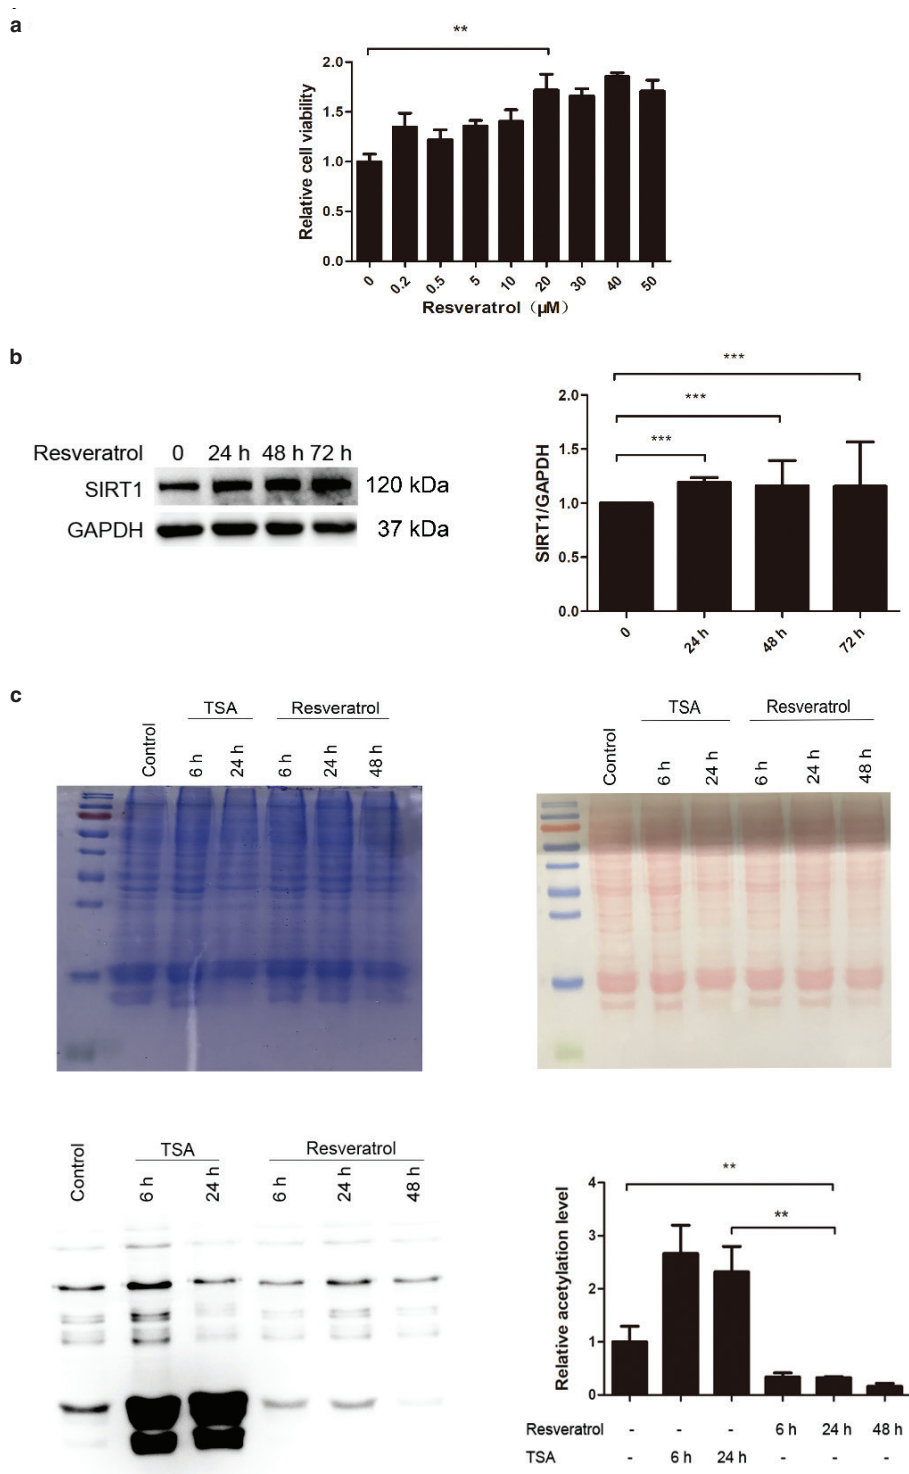 a
**
2.0
1.5
1.0
0.5
0.0
Relative cell viability
0 0.2 0.5 5 10 20 30 40 50
Resveratrol（μM）
b
Resveratrol 0 24 h 48 h 72 h
SIRT1 120 kDa
GAPDH 37 kDa
***
***
***
2.0
1.5
1.0
0.5
0.0
SIRT1/GAPDH
0 24 h 48 h 72 h
c
TSA Resveratrol
Control 6 h 24 h 6 h 24 h 48 h
TSA Resveratrol
Control 6 h 24 h 6 h 24 h 48 h
TSA Resveratrol
Control 6 h 24 h 6 h 24 h 48 h
**
**
4
3
2
1
0
Relative acetylation level
Resveratrol - - - 6 h 24 h 48 h
TSA - 6 h 24 h - - -